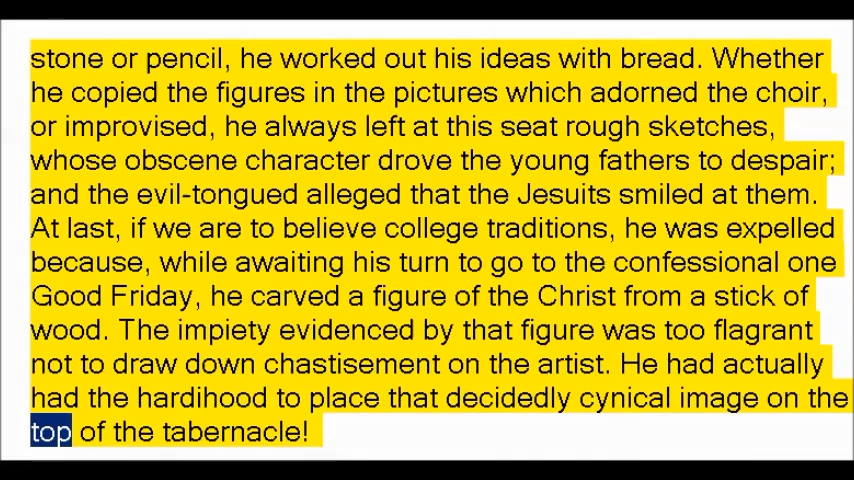 stone or pencil, he worked out his ideas with bread. Whether
he copied the figures in the pictures which adorned the choir,
or improvised, he always left at this seat rough sketches,
whose obscene character drove the young fathers to despair;
and the evil-tongued alleged that the Jesuits smiled at them.
At last, if we are to believe college traditions, he was expelled
because, while awaiting his turn to go to the confessional one
Good Friday, he carved a figure of the Christ from a stick of
wood. The impiety evidenced by that figure was too flagrant
not to draw down chastisement on the artist. He had actually
had the hardihood to place that decidedly cynical image on the
top of the tabernacle!